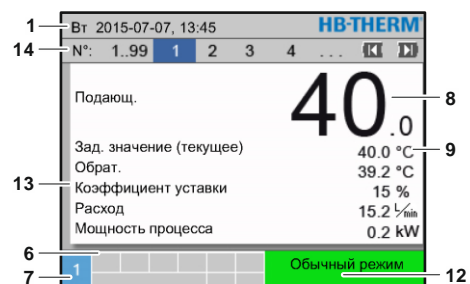 1 Вт 2015-07-07, 13:45 HB-THERM
14 N°: 1..99 1 2 3 4 ...
Подающ. 40.0 8
Зад. значение (текущее) 40.0 °C 9
Обрат. 39.2 °C
13 Коэффициент уставки 15 %
Расход 15.2 L/min
Мощность процесса 0.2 kW
6
7 1 Обычный режим 12